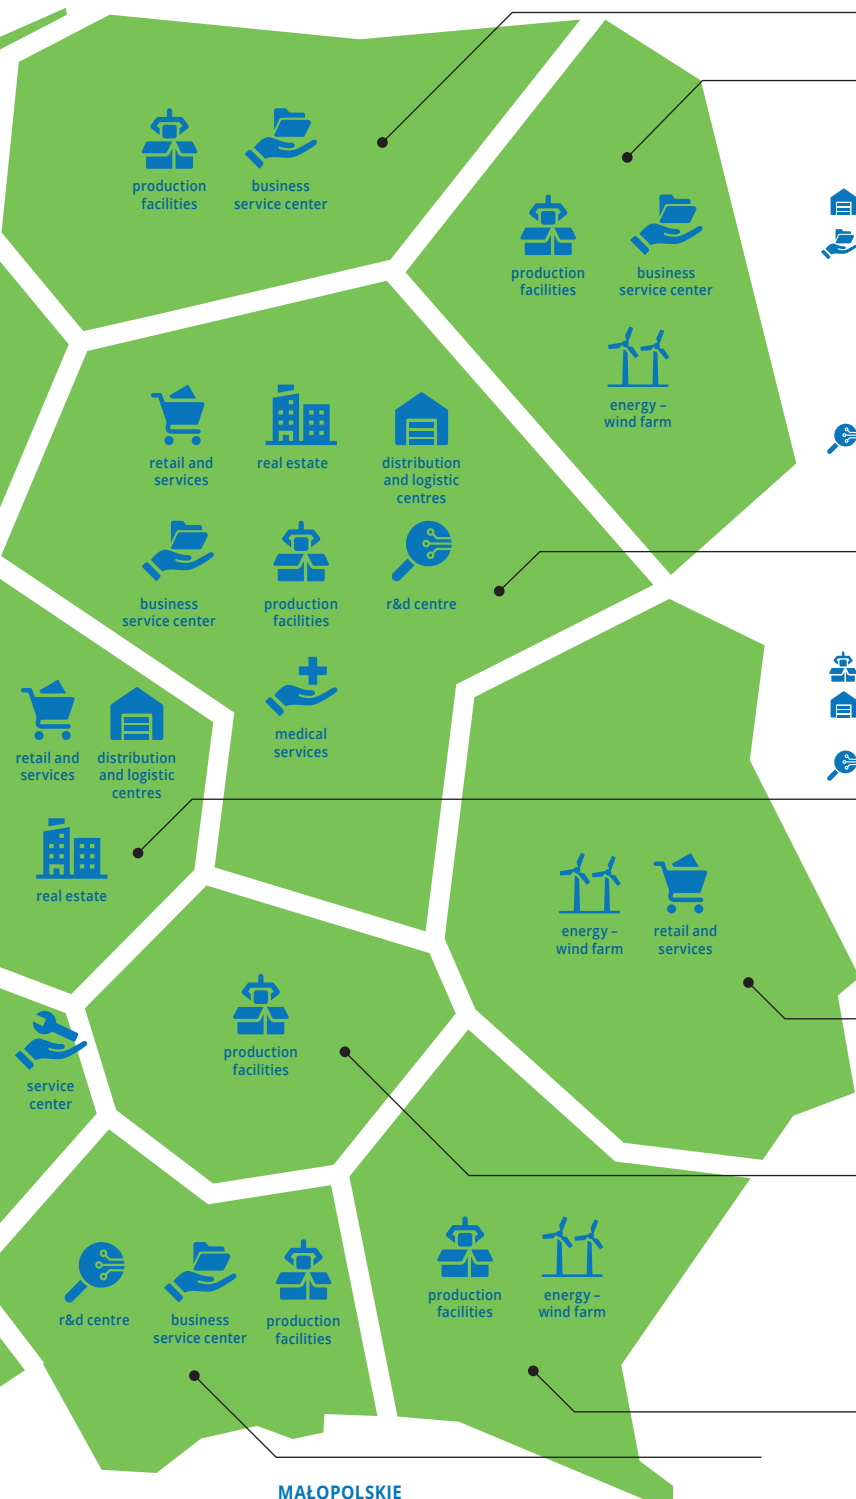 production
facilities
business
service center
production
facilities
business
service center
energy –
wind farm
retail and
services
real estate
distribution
and logistic
centres
business
service center
production
facilities
r&d centre
medical
services
retail and
services
distribution
and logistic
centres
real estate
energy –
wind farm
retail and
services
production
facilities
service
center
production
facilities
energy –
wind farm
r&d centre
business
service center
production
facilities
MAŁOPOLSKIE